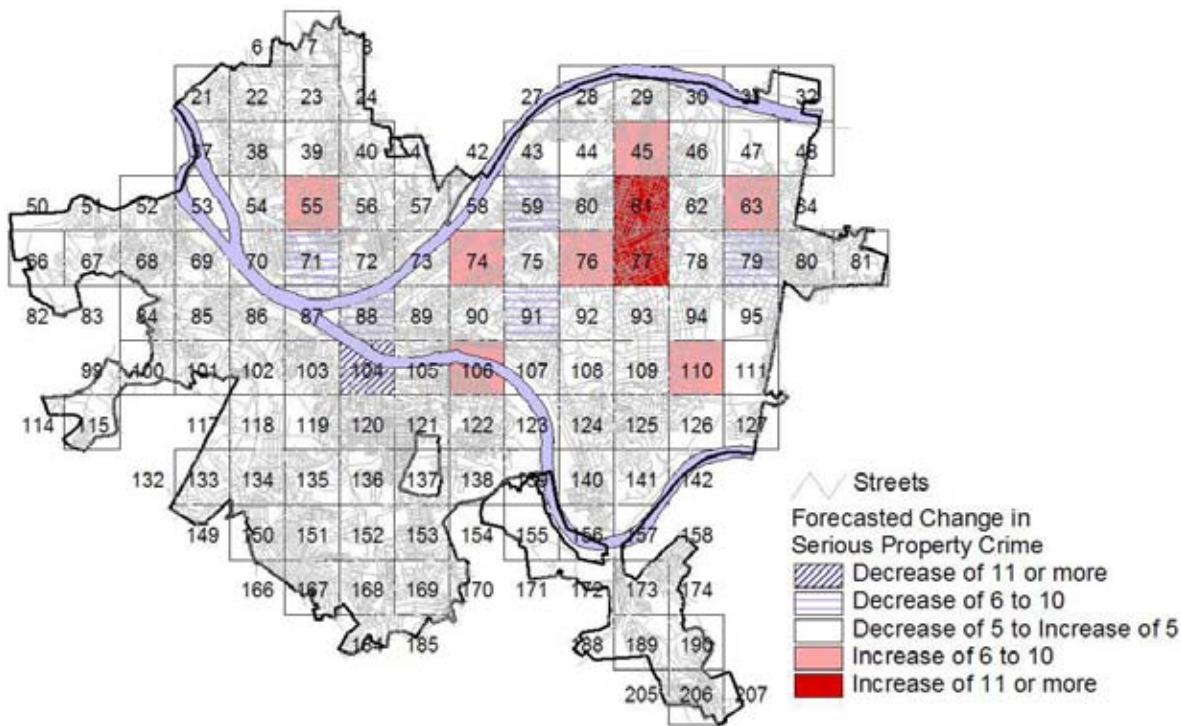 6 7 8
21 22 23 24 27 28 29 30 31 32
37 38 39 40 41 42 43 44 45 46 47 48
50 51 52 53 54 55 56 57 58 59 60 61 62 63 64
66 67 68 69 70 71 72 73 74 75 76 77 78 79 80 81
82 83 84 85 86 87 88 89 90 91 92 93 94 95
99 100 101 102 103 104 105 106 107 108 109 110 111
114 115 117 118 119 120 121 122 123 124 125 126 127
132 133 134 135 136 137 138 139 140 141 142
149 150 151 152 153 154 155 156 157 158
166 167 168 169 170 171 172 173 174
184 185 188 189 190
205 206 207
Streets
Forecasted Change in
Serious Property Crime
Decrease of 11 or more
Decrease of 6 to 10
Decrease of 5 to Increase of 5
Increase of 6 to 10
Increase of 11 or more